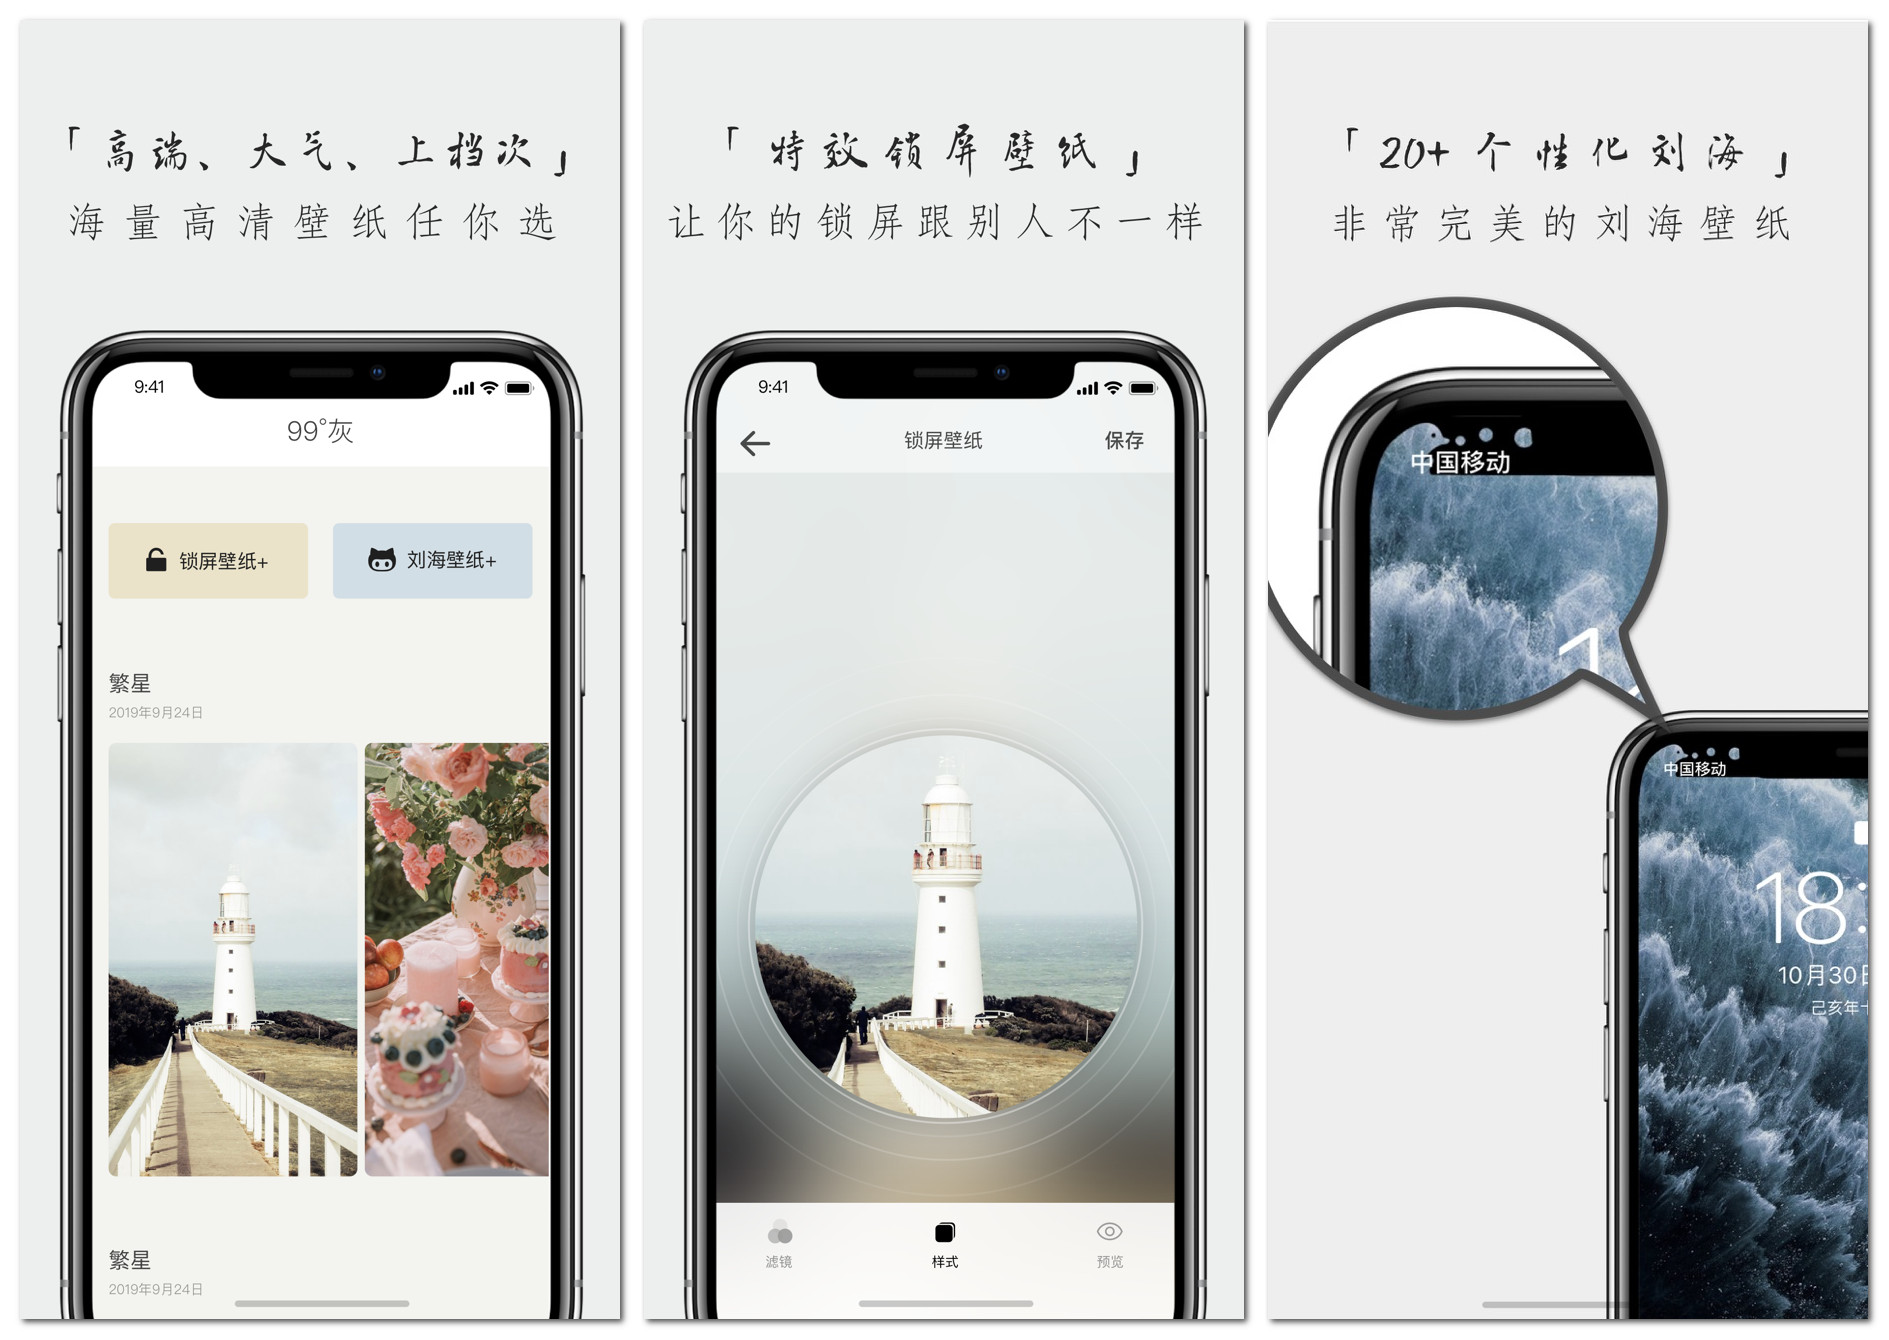 「高端、大气、上档次」
海量高清壁纸任你选
9:41
99°灰
锁屏壁纸+
刘海壁纸+
繁星
2019年9月24日
繁星
2019年9月24日
「特效锁屏壁纸」
让你的锁屏跟别人不一样
9:41
锁屏壁纸
保存
滤镜
样式
预览
「20+个性化刘海」
非常完美的刘海壁纸
中国移动
1
中国移动
18:
10月30日
己亥年十